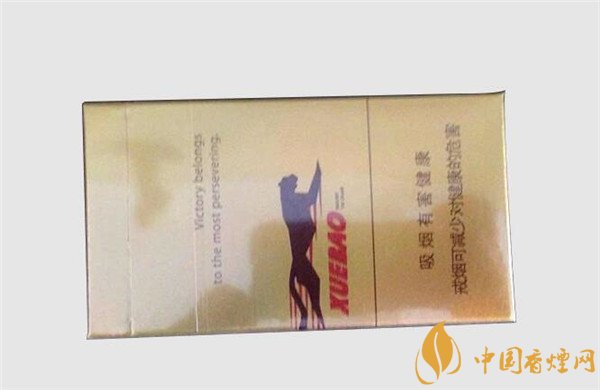 Victory belongs
to the most persevering.
XUEBAO
吸烟有害健康
戒烟可减少对健康的危害
中国香烟网